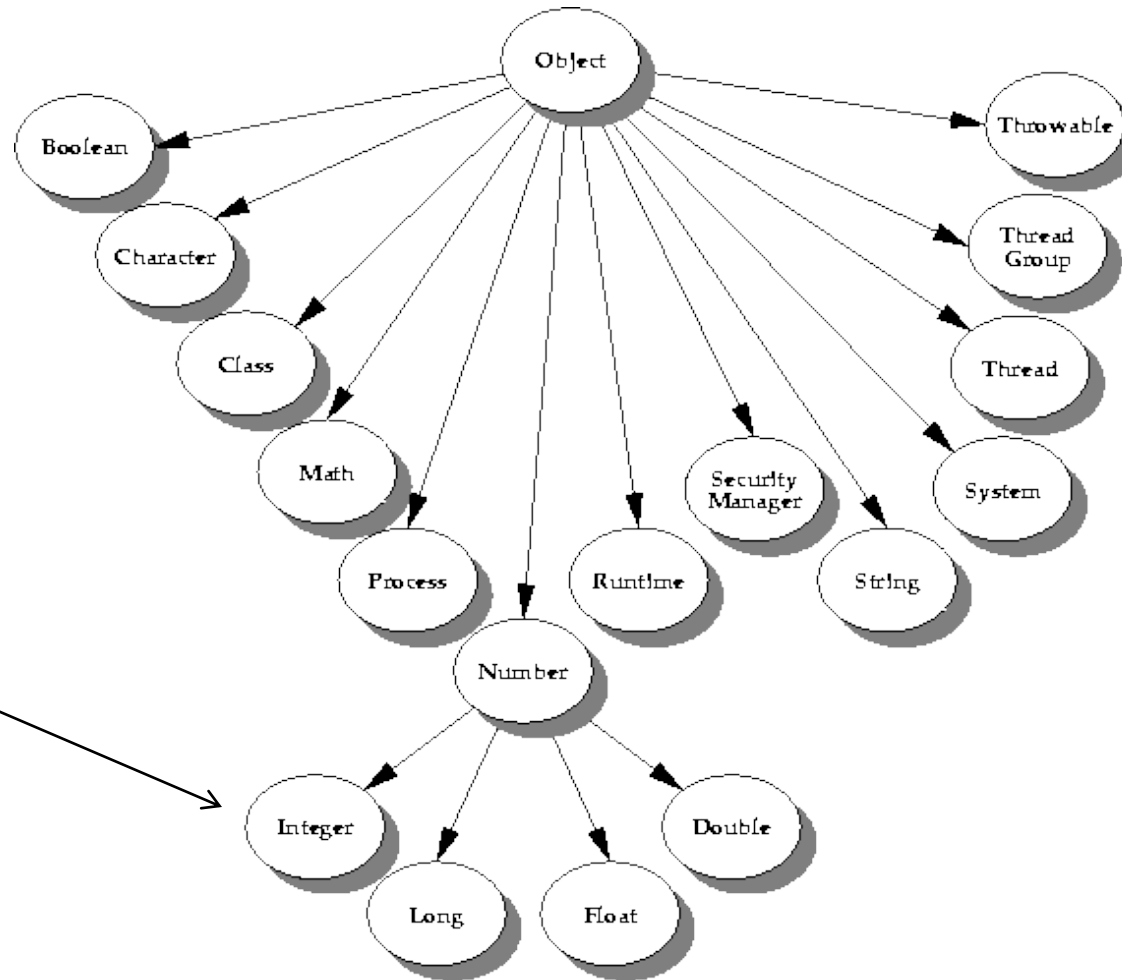 Object
Boolean
Throwable
Character
Thread
Group
Class
Thread
Math
Security
Manager
System
Process
Runtime
String
Number
Integer
Double
Long
Float